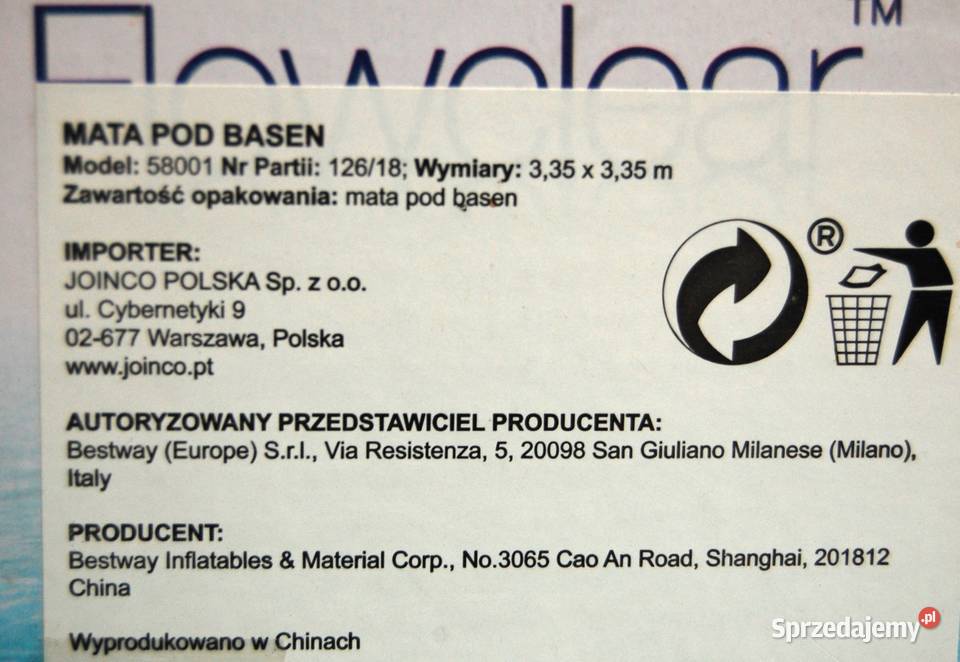 Flowclear™
MATA POD BASEN
Model: 58001 Nr Partii: 126/18; Wymiary: 3,35 x 3,35 m
Zawartość opakowania: mata pod basen
IMPORTER:
JOINCO POLSKA Sp. z o.o.
ul. Cybernetyki 9
02-677 Warszawa, Polska
www.joinco.pt
®
AUTORYZOWANY PRZEDSTAWICIEL PRODUCENTA:
Bestway (Europe) S.r.l., Via Resistenza, 5, 20098 San Giuliano Milanese (Milano),
Italy
PRODUCENT:
Bestway Inflatables & Material Corp., No.3065 Cao An Road, Shanghai, 201812
China
Wyprodukowano w Chinach
Sprzedajemy.pl